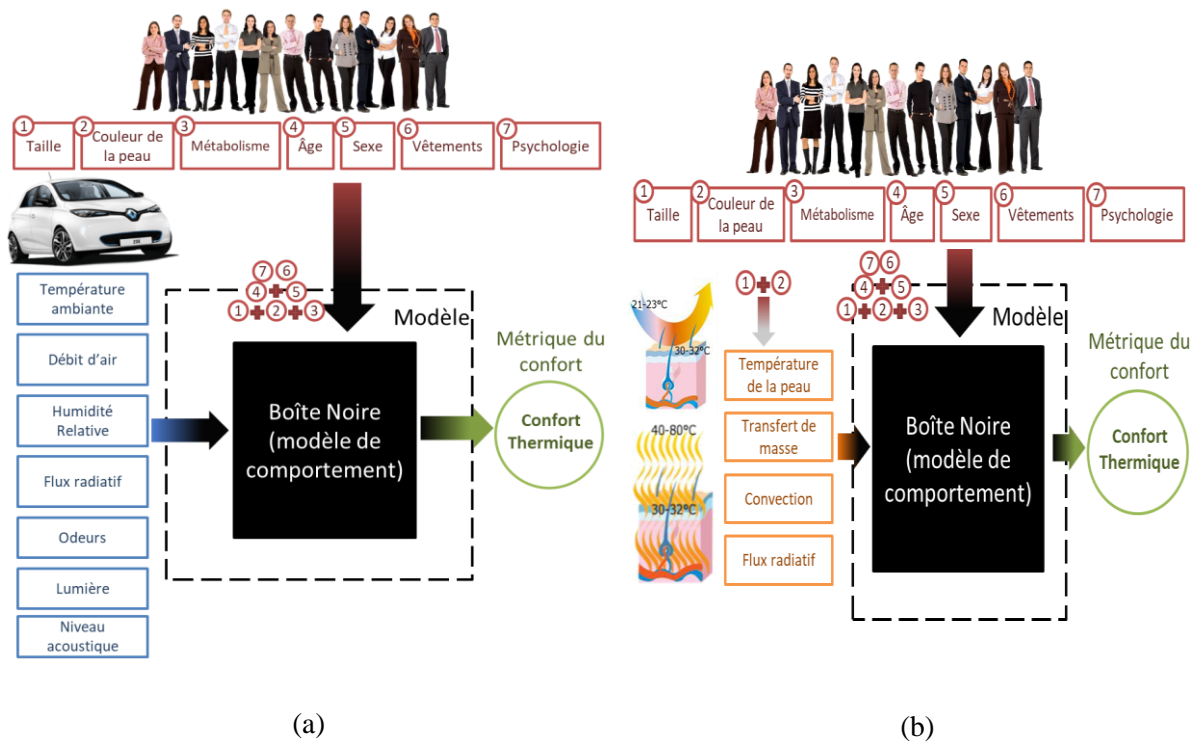 1 2 3 4 5 6 7
Taille
Couleur de
la peau
Métabolisme
Âge
Sexe
Vêtements
Psychologie
Température
ambiante
Débit d'air
Humidité
Relative
Flux radiatif
Odeurs
Lumière
Niveau
acoustique
7 6
4 + 5
1 + 2 + 3
Modèle
Boîte Noire
(modèle de
comportement)
Métrique du
confort
Confort
Thermique
(a)
1 2 3 4 5 6 7
Taille
Couleur de
la peau
Métabolisme
Âge
Sexe
Vêtements
Psychologie
21-23ºC
30-32ºC
40-80ºC
30-32ºC
1 + 2
Température
de la peau
Transfert de
masse
Convection
Flux radiatif
7 6
4 + 5
1 + 2 + 3
Modèle
Boîte Noire
(modèle de
comportement)
Métrique du
confort
Confort
Thermique
(b)